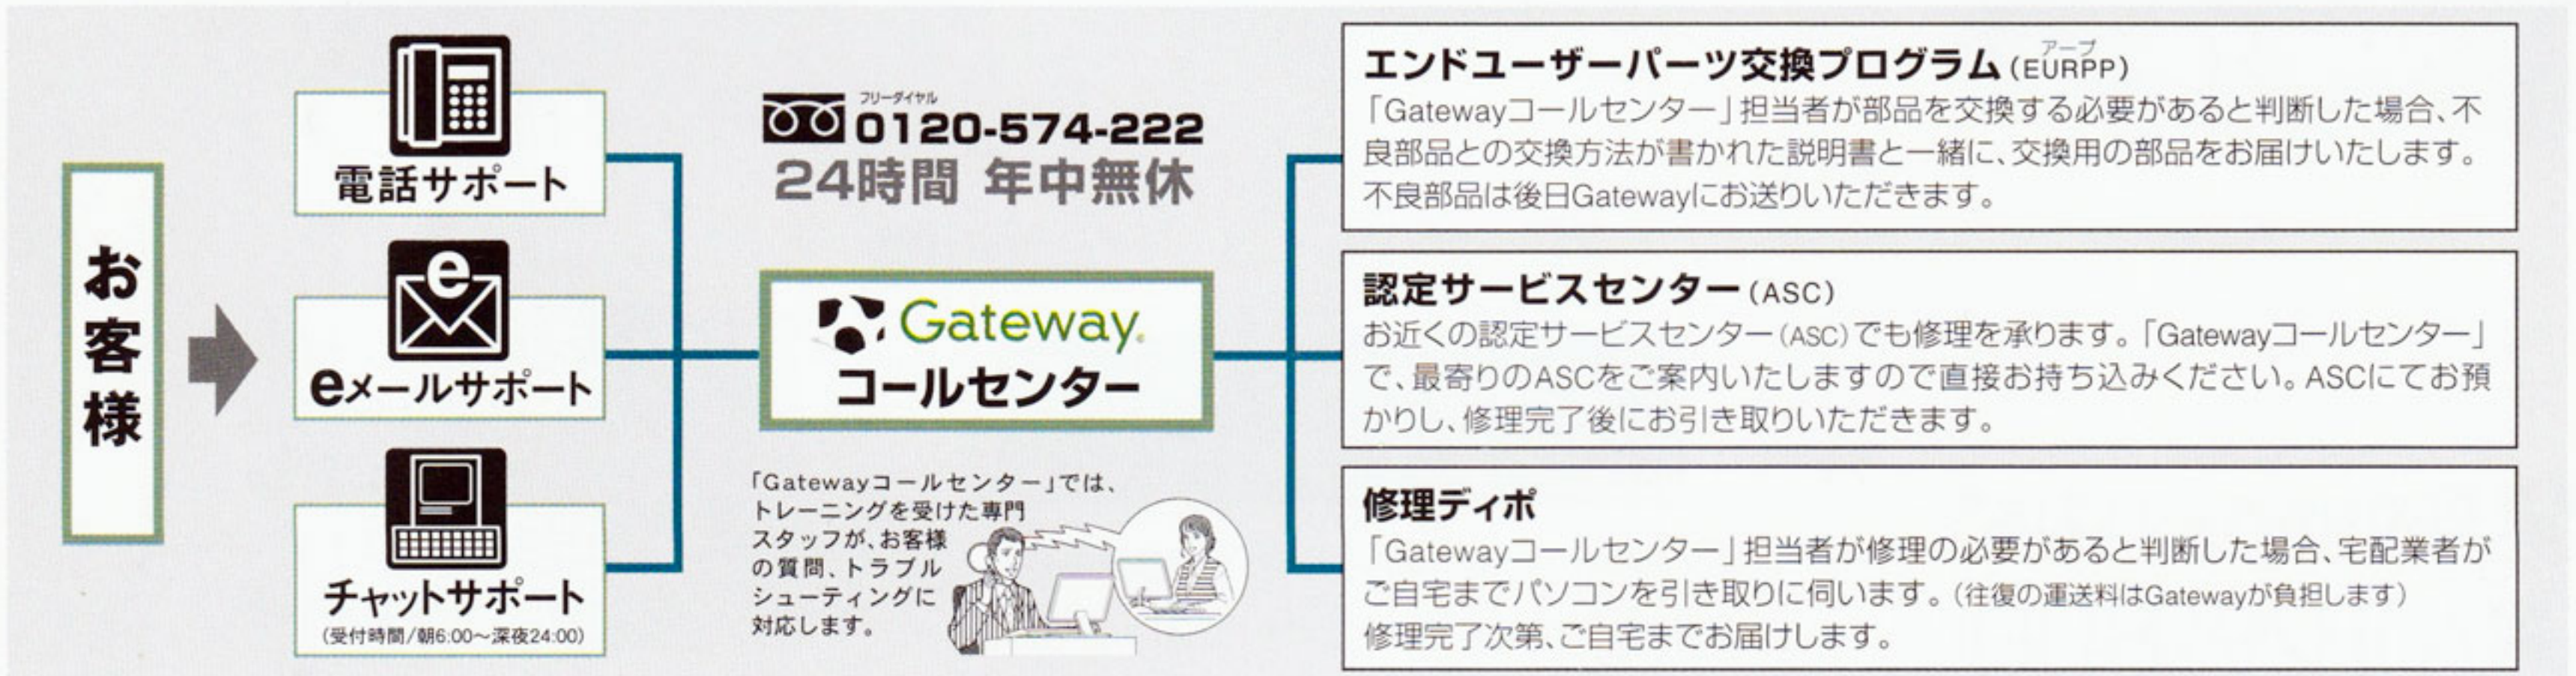 お客様
電話サポート
e
eメールサポート
チャットサポート
(受付時間/朝6:00〜深夜24:00)
フリーダイヤル
0120-574-222
24時間 年中無休
Gateway
コールセンター
「Gatewayコールセンター」では、
トレーニングを受けた専門
スタッフが、お客様
の質問、トラブル
シューティングに
対応します。
アープ
エンドユーザーパーツ交換プログラム(EURPP)
「Gatewayコールセンター」担当者が部品を交換する必要があると判断した場合、不
良部品との交換方法が書かれた説明書と一緒に、交換用の部品をお届けいたします。
不良部品は後日Gatewayにお送りいただきます。
認定サービスセンター(ASC)
お近くの認定サービスセンター(ASC)でも修理を承ります。「Gatewayコールセンター」
で、最寄りのASCをご案内いたしますので直接お持ち込みください。ASCにてお預
かりし、修理完了後にお引き取りいただきます。
修理ディポ
「Gatewayコールセンター」担当者が修理の必要があると判断した場合、宅配業者が
ご自宅までパソコンを引き取りに伺います。(往復の運送料はGatewayが負担します)
修理完了次第、ご自宅までお届けします。